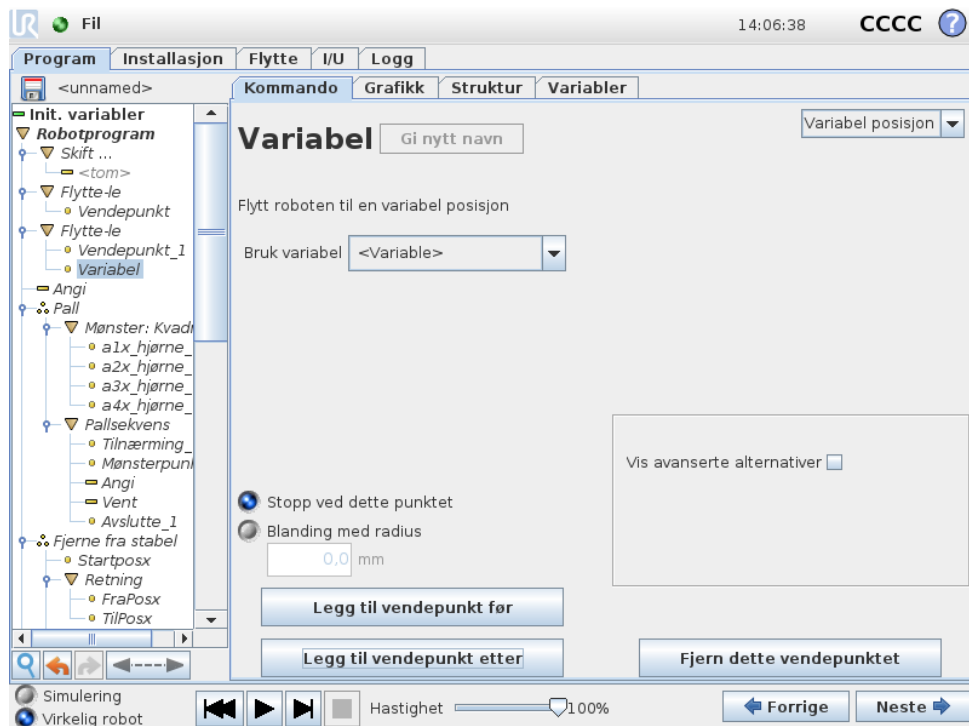 UR Fil 14:06:38 CCCC ?
Program Installasjon Flytte I/U Logg
<unnamed>
Kommando Grafikk Struktur Variabler
Init. variabler
Robotprogram
Skift ...
<tom>
Flytte-le
Vendepunkt
Flytte-le
Vendepunkt_1
Variabel
Angi
Pall
Mønster: Kvadr
a1x_hjørne_
a2x_hjørne_
a3x_hjørne_
a4x_hjørne_
Pallsekvens
Tilnærming_
Mønsterpunk
Angi
Vent
Avslutte_1
Fjerne fra stabel
Startposx
Retning
FraPosx
TilPosx
Variabel Gi nytt navn Variabel posisjon
Flytt roboten til en variabel posisjon
Bruk variabel <Variable>
Vis avanserte alternativer
Stopp ved dette punktet
Blanding med radius
0,0 mm
Legg til vendepunkt før
Legg til vendepunkt etter Fjern dette vendepunktet
Simulering
Virkelig robot
Hastighet 100% Forrige Neste